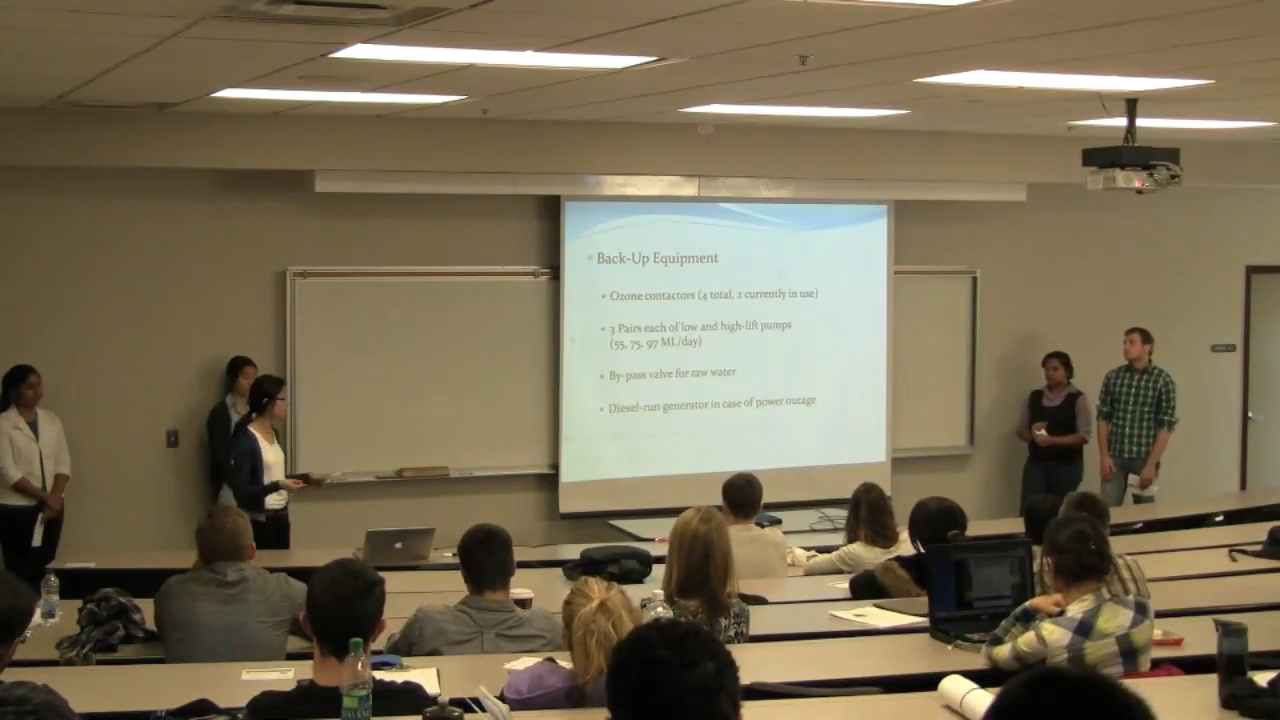 Back-Up Equipment
Ozone contactors (4 total, 2 currently in use)
3 Pairs each of low and high-lift pumps
(55, 75, 97 ML/day)
By-pass valve for raw water
Diesel-run generator in case of power outage